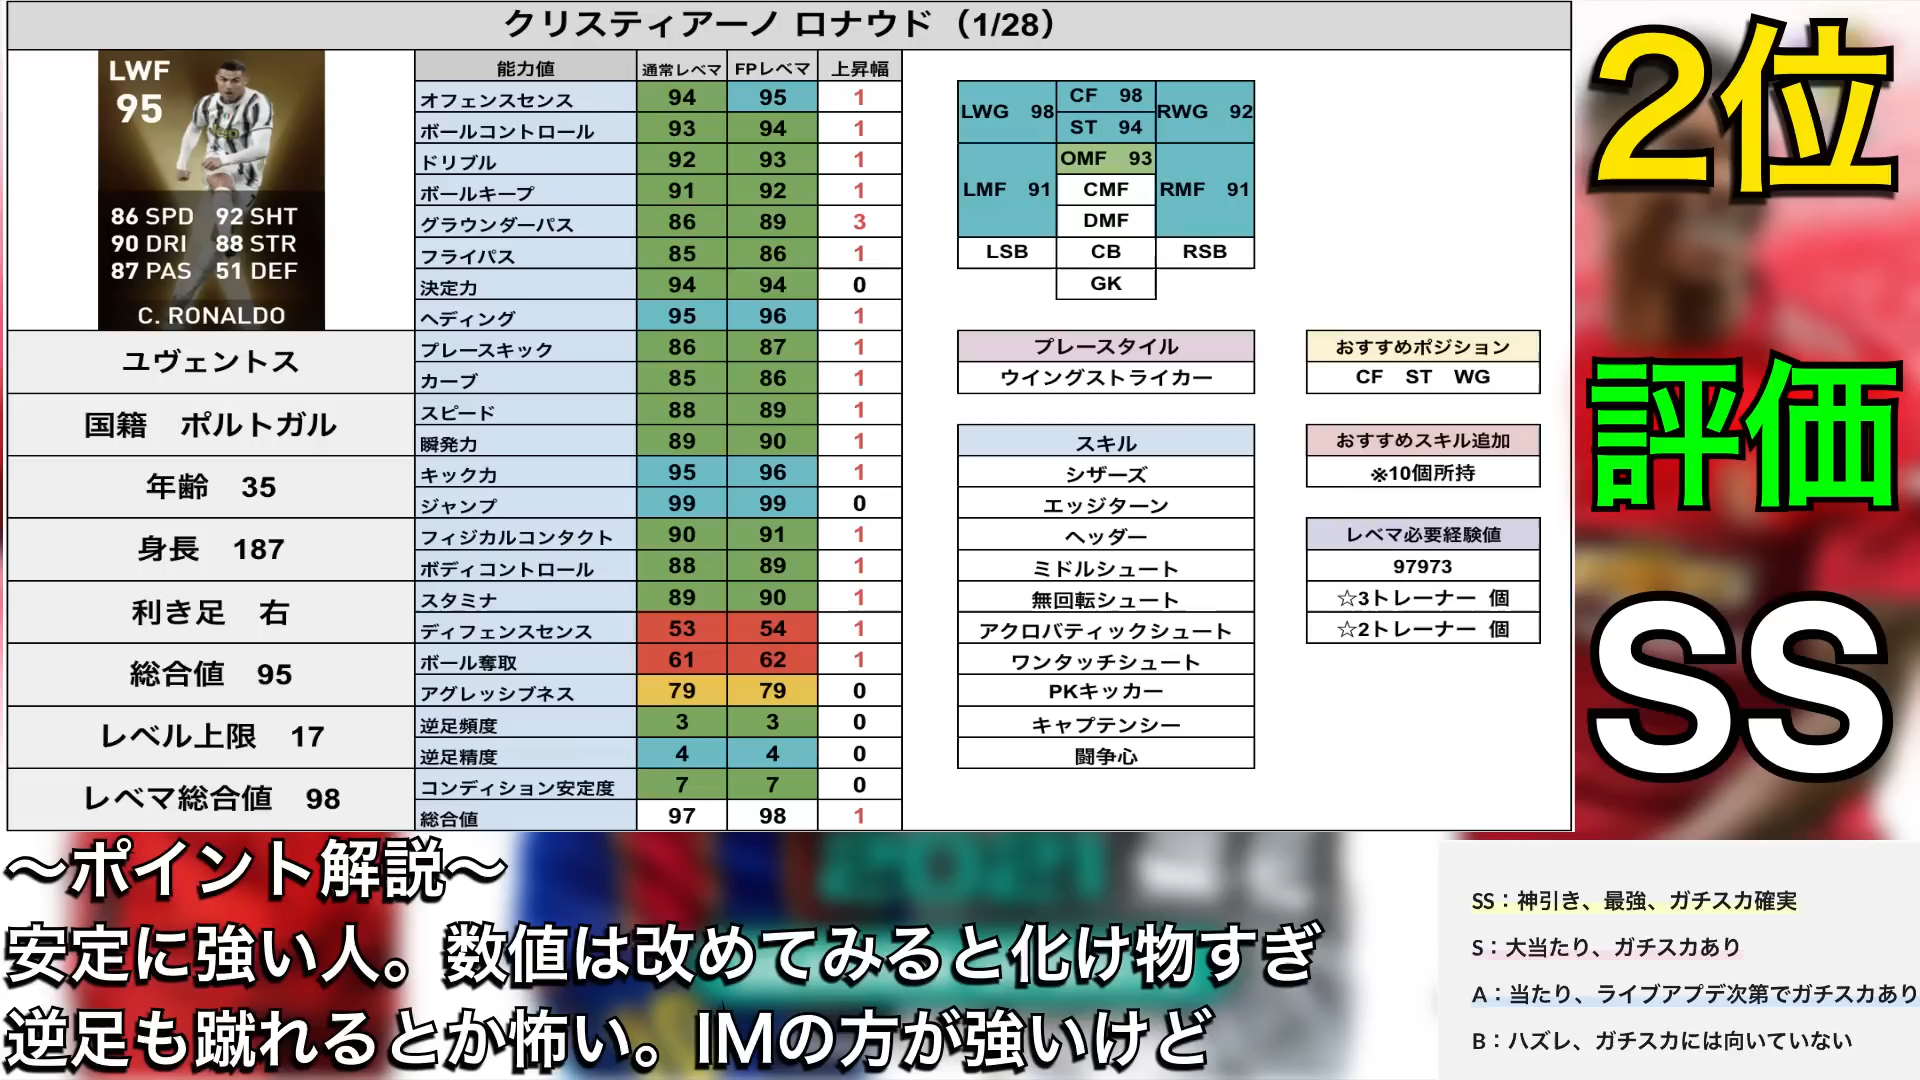 クリスティアーノ ロナウド（1/28）
LWF
95
86 SPD 92 SHT
90 DRI 88 STR
87 PAS 51 DEF
C. RONALDO
ユヴェントス
国籍 ポルトガル
年齢 35
身長 187
利き足 右
総合値 95
レベル上限 17
レベマ総合値 98
能力値 通常レベマ FPレベマ 上昇幅
オフェンスセンス 94 95 1
ボールコントロール 93 94 1
ドリブル 92 93 1
ボールキープ 91 92 1
グラウンダーパス 86 89 3
フライパス 85 86 1
決定力 94 94 0
ヘディング 95 96 1
プレースキック 86 87 1
カーブ 85 86 1
スピード 88 89 1
瞬発力 89 90 1
キック力 95 96 1
ジャンプ 99 99 0
フィジカルコンタクト 90 91 1
ボディコントロール 88 89 1
スタミナ 89 90 1
ディフェンスセンス 53 54 1
ボール奪取 61 62 1
アグレッシブネス 79 79 0
逆足頻度 3 3 0
逆足精度 4 4 0
コンディション安定度 7 7 0
総合値 97 98 1
LWG 98 CF 98 RWG 92
ST 94
OMF 93
LMF 91 CMF RMF 91
DMF
LSB CB RSB
GK
プレースタイル
ウイングストライカー
スキル
シザーズ
エッジターン
ヘッダー
ミドルシュート
無回転シュート
アクロバティックシュート
ワンタッチシュート
PKキッカー
キャプテンシー
闘争心
おすすめポジション
CF ST WG
おすすめスキル追加
※10個所持
レベマ必要経験値
97973
☆3トレーナー 個
☆2トレーナー 個
2位
評価
SS
～ポイント解説～
安定に強い人。数値は改めてみると化け物すぎ
逆足も蹴れるとか怖い。IMの方が強いけど
SS：神引き、最強、ガチスカ確実
S：大当たり、ガチスカあり
A：当たり、ライブアプデ次第でガチスカあり
B：ハズレ、ガチスカには向いていない